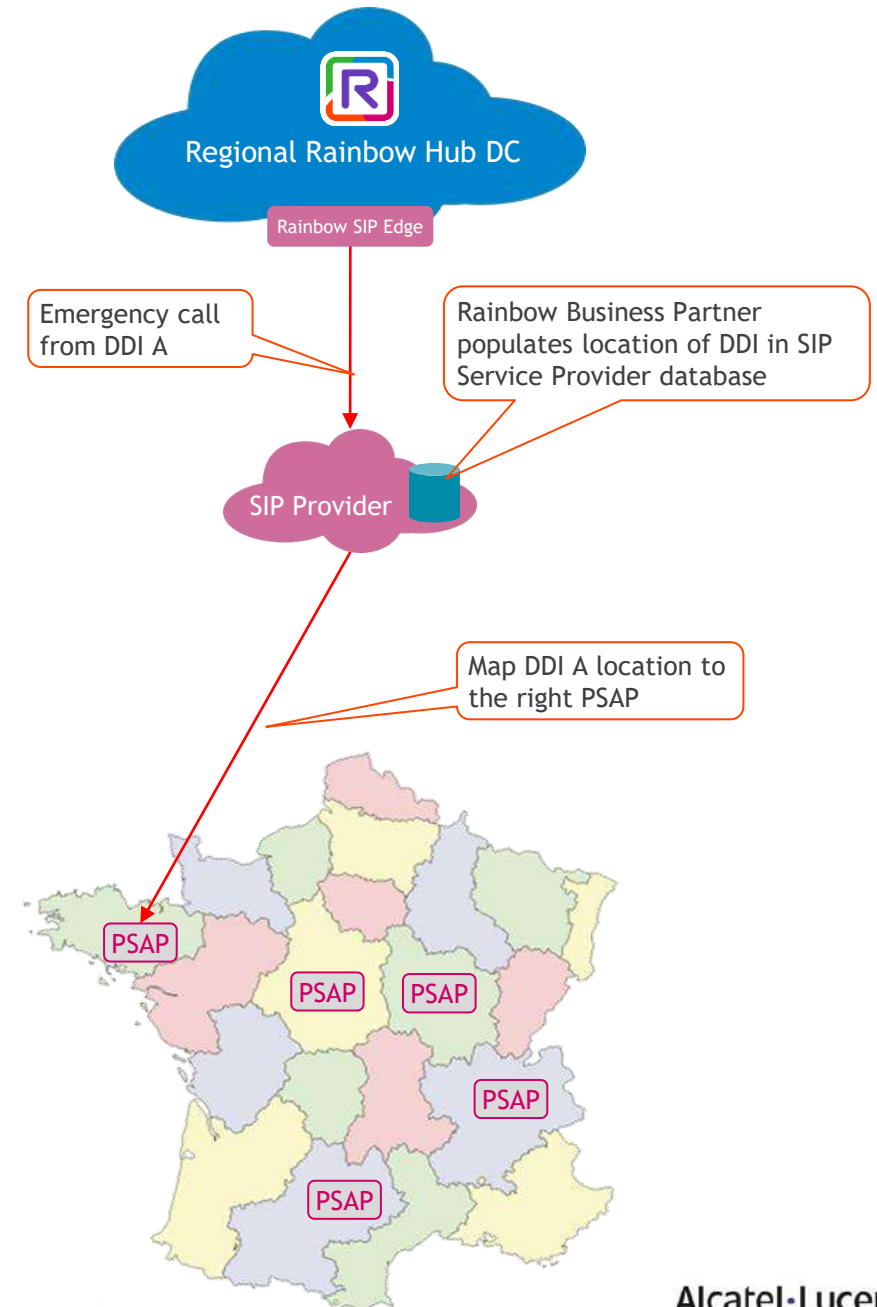 R
Regional Rainbow Hub DC
Rainbow SIP Edge
Emergency call
from DDI A
Rainbow Business Partner
populates location of DDI in SIP
Service Provider database
SIP Provider
Map DDI A location to
the right PSAP
PSAP
PSAP
PSAP
PSAP
PSAP